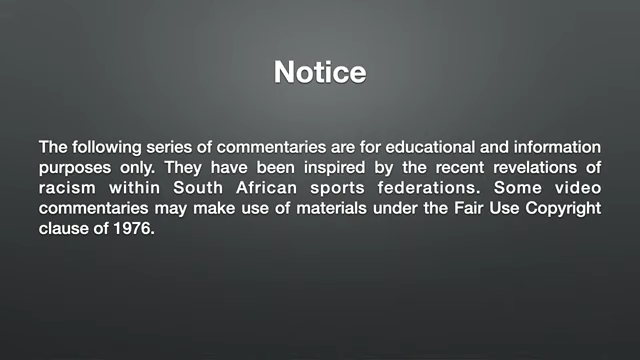 Notice
The following series of commentaries are for educational and information
purposes only. They have been inspired by the recent revelations of
racism within South African sports federations. Some video
commentaries may make use of materials under the Fair Use Copyright
clause of 1976.